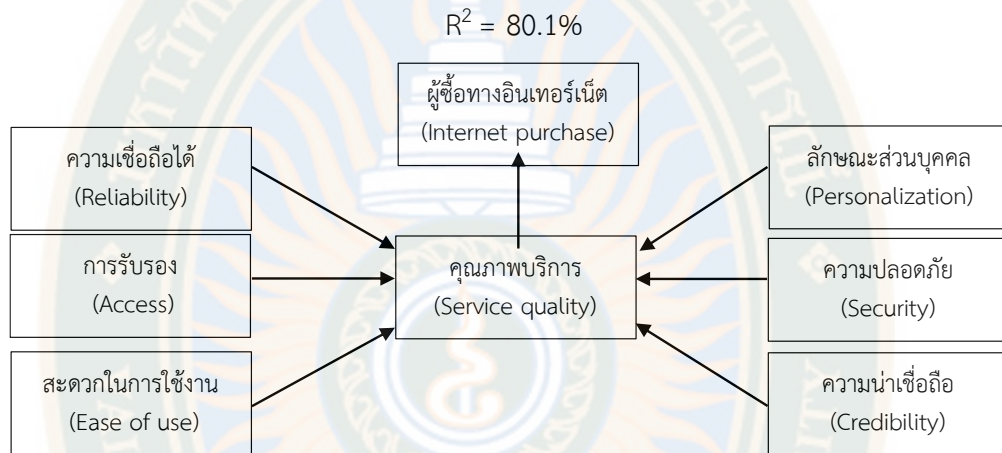 R² = 80.1%
ผู้ซื้อทางอินเทอร์เน็ต
(Internet purchase)
ความเชื่อถือได้
(Reliability)
ลักษณะส่วนบุคคล
(Personalization)
การรับรอง
(Access)
คุณภาพบริการ
(Service quality)
ความปลอดภัย
(Security)
สะดวกในการใช้งาน
(Ease of use)
ความน่าเชื่อถือ
(Credibility)